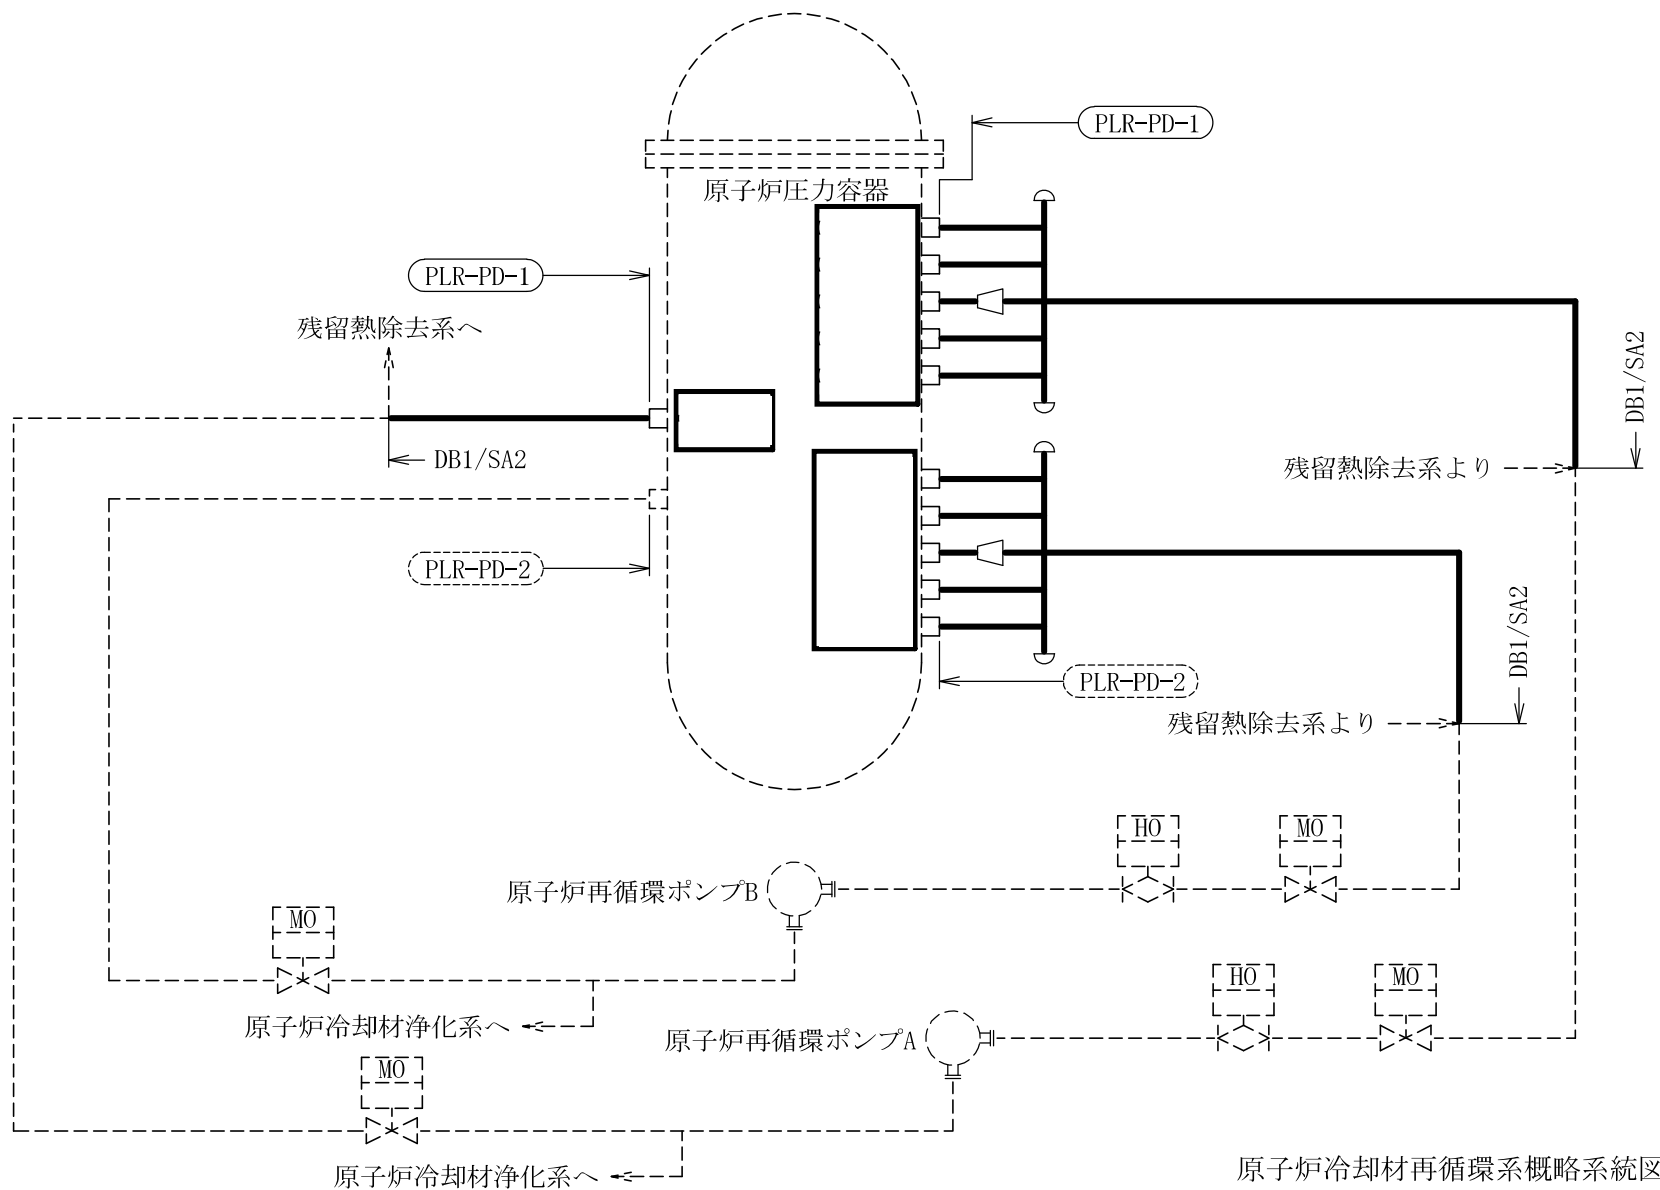 PLR-PD-1
原子炉圧力容器
PLR-PD-1
残留熱除去系へ
DB1/SA2
DB1/SA2
残留熱除去系より
PLR-PD-2
DB1/SA2
PLR-PD-2
残留熱除去系より
HO
MO
原子炉再循環ポンプB
MO
HO
MO
原子炉冷却材浄化系へ
原子炉再循環ポンプA
MO
原子炉冷却材浄化系へ
原子炉冷却材再循環系概略系統図